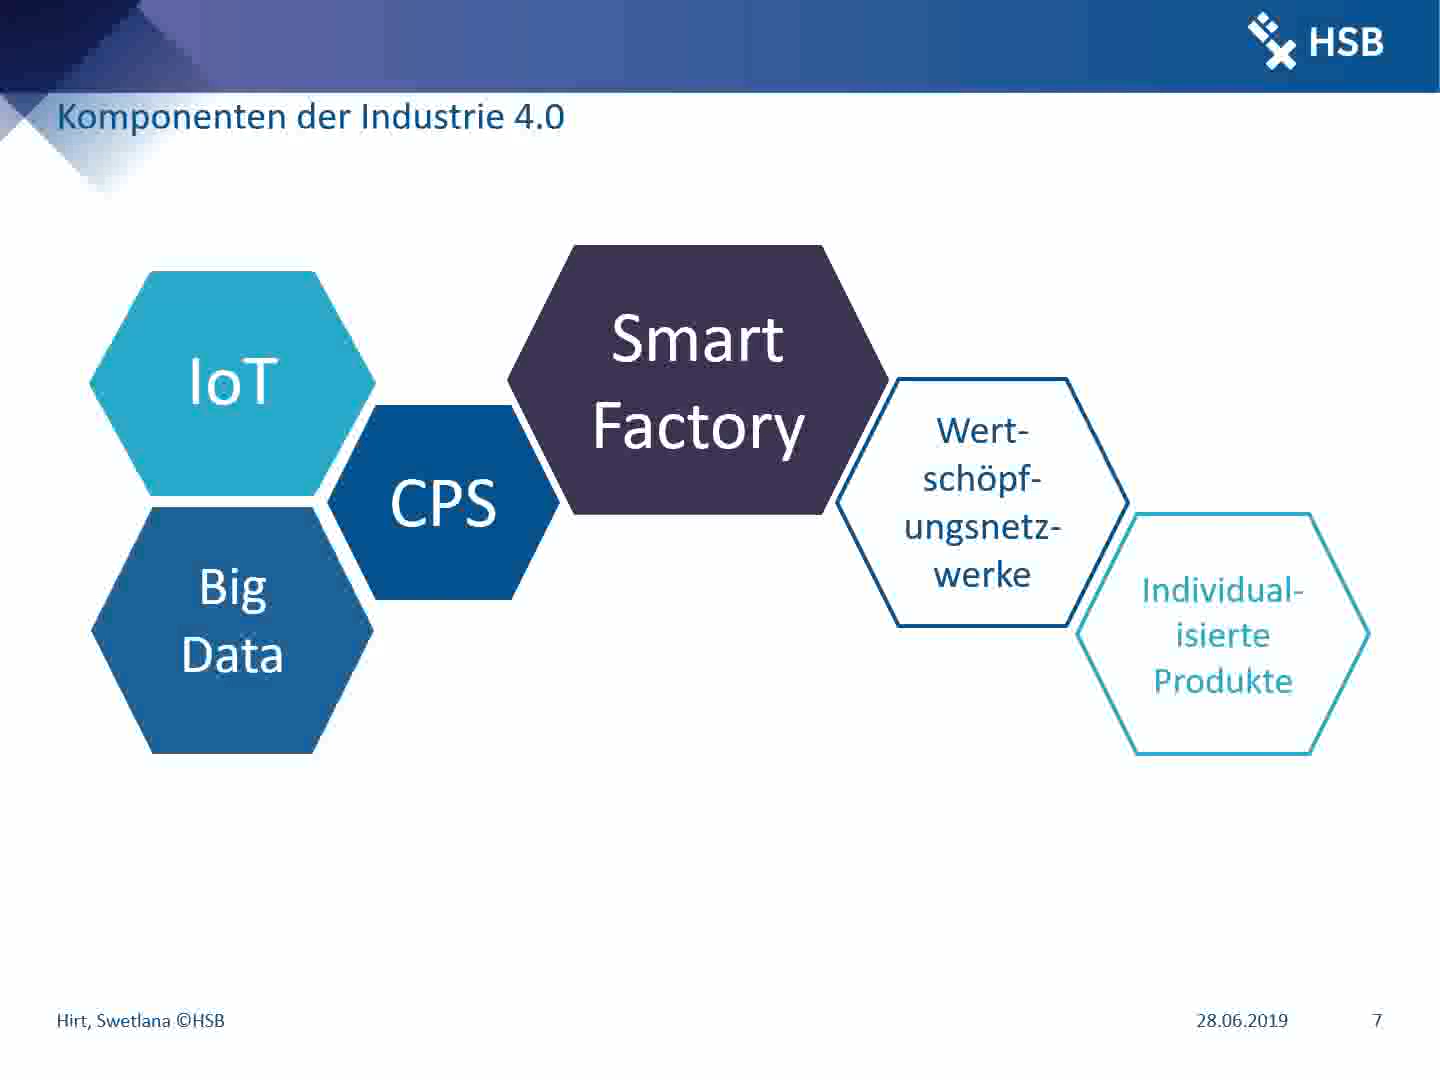 HSB
Komponenten der Industrie 4.0
IoT
Big
Data
CPS
Smart
Factory
Wert-
schöpf-
ungsnetz-
werke
Individual-
isierte
Produkte
Hirt, Swetlana ©HSB
28.06.2019
7